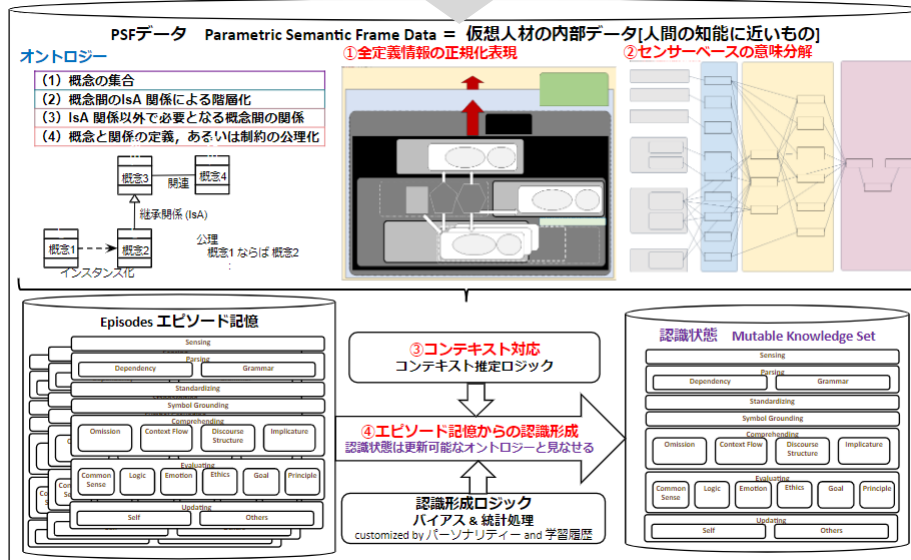 PSFデータ Parametric Semantic Frame Data = 仮想人材の内部データ[人間の知能に近いもの]
オントロジー
（1）概念の集合
（2）概念間のIsA 関係による階層化
（3）IsA 関係以外で必要となる概念間の関係
（4）概念と関係の定義，あるいは制約の公理化
概念3
概念4
関連
継承関係 (IsA)
概念1
概念2
インスタンス化
公理
概念1 ならば 概念2
:
①全定義情報の正規化表現
②センサーベースの意味分解
Episodes エピソード記憶
Sensing
Parsing
Dependency
Grammar
Standardizing
Symbol Grounding
Comprehending
Omission
Context Flow
Discourse
Structure
Implicature
Evaluating
Common
Sense
Logic
Emotion
Ethics
Goal
Principle
Updating
Self
Others
③コンテキスト対応
コンテキスト推定ロジック
④エピソード記憶からの認識形成
認識状態は更新可能なオントロジーと見なせる
認識形成ロジック
バイアス & 統計処理
customized by パーソナリティー and 学習履歴
認識状態 Mutable Knowledge Set
Sensing
Parsing
Dependency
Grammar
Standardizing
Symbol Grounding
Comprehending
Omission
Context Flow
Discourse
Structure
Implicature
Evaluating
Common
Sense
Logic
Emotion
Ethics
Goal
Principle
Updating
Self
Others